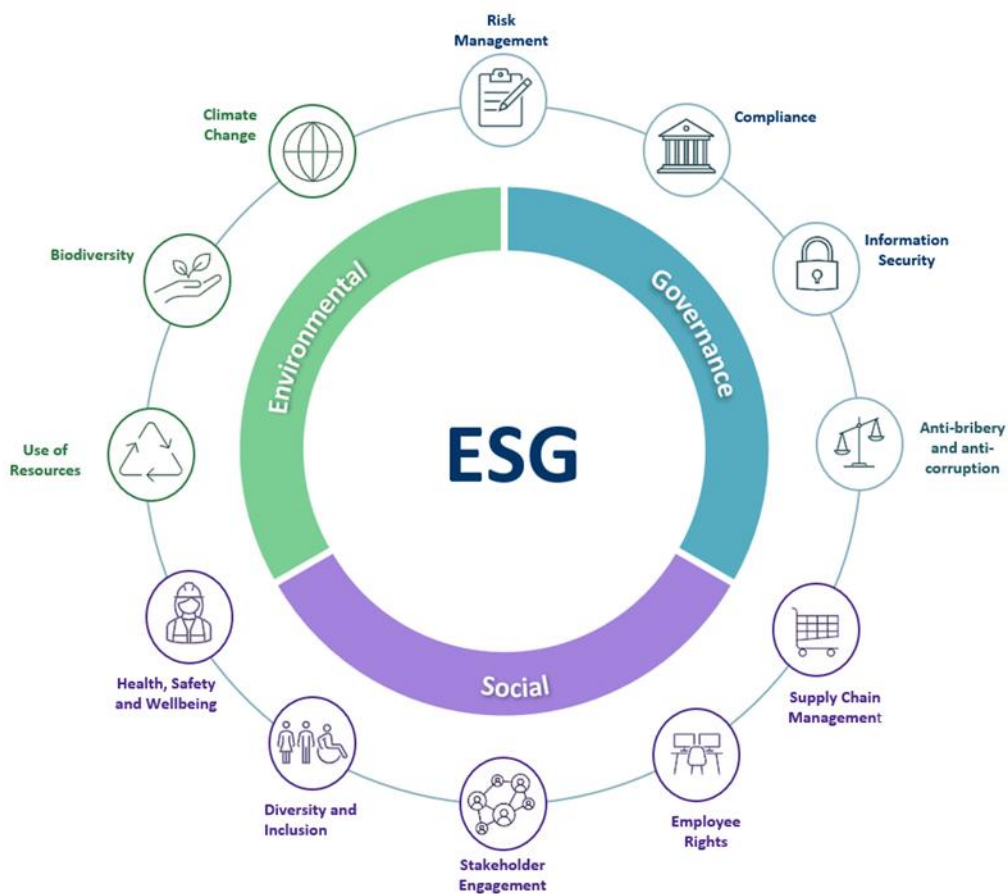 Risk
Management
Climate
Change
Compliance
Biodiversity
Information
Security
Environmental
Governance
ESG
Use of
Resources
Anti-bribery
and anti-
corruption
Health, Safety
and Wellbeing
Social
Supply Chain
Management
Diversity and
Inclusion
Employee
Rights
Stakeholder
Engagement